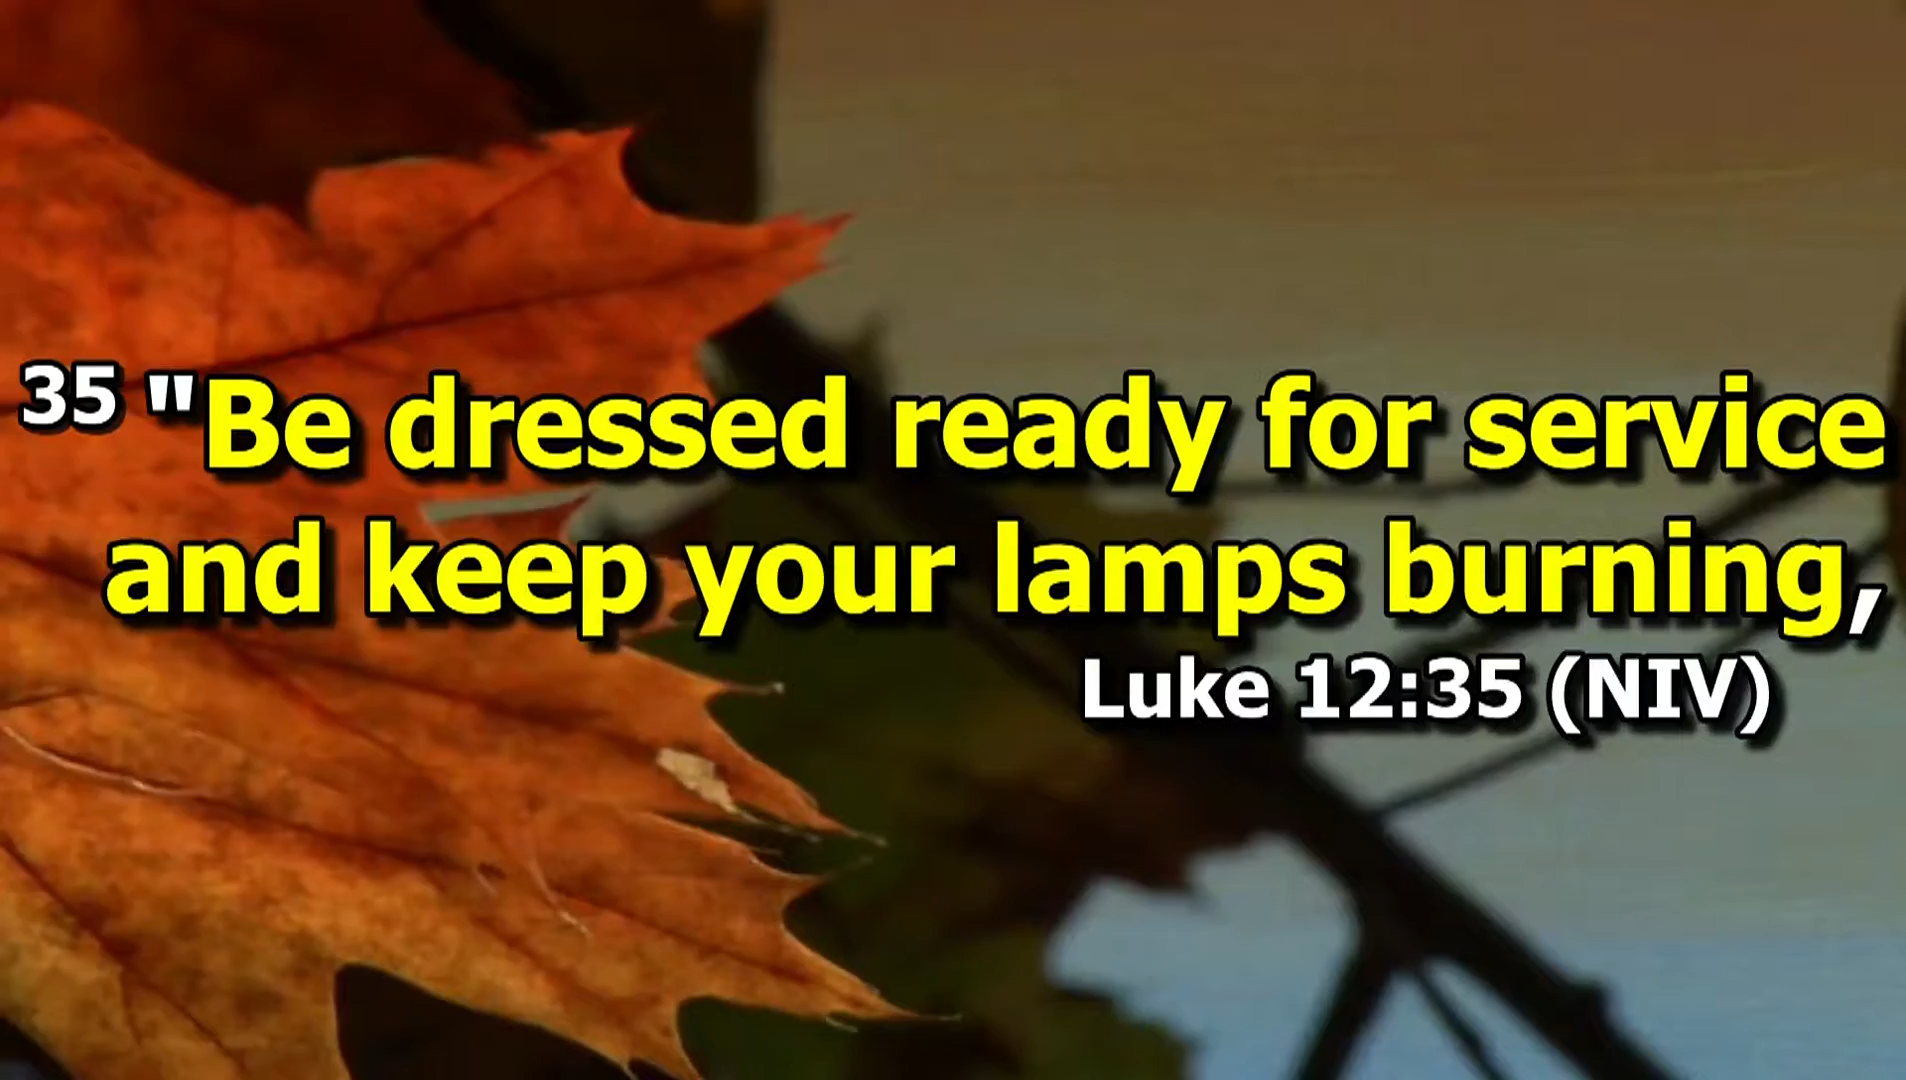 35 "Be dressed ready for service
and keep your lamps burning,
Luke 12:35 (NIV)